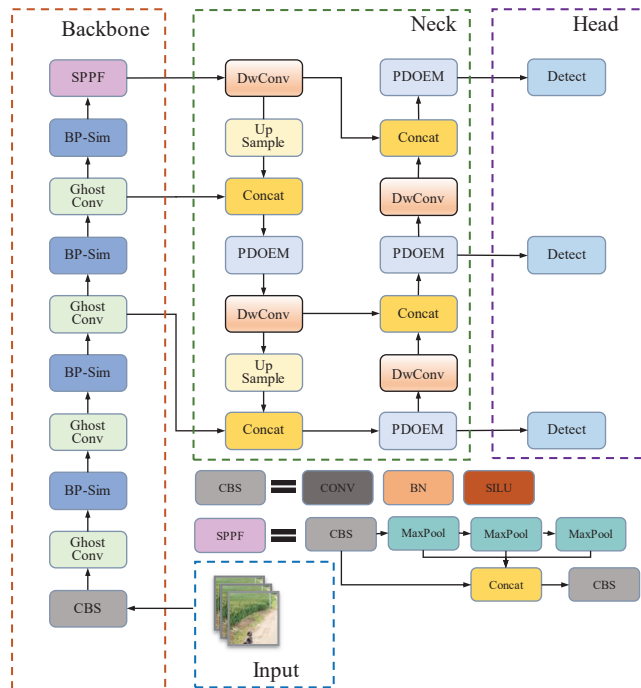 Backbone
Neck
Head
SPPF
DwConv
PDOEM
Detect
BP-Sim
Up
Sample
Concat
Ghost
Conv
Concat
DwConv
BP-Sim
PDOEM
PDOEM
Detect
Ghost
Conv
DwConv
Concat
BP-Sim
Up
Sample
DwConv
Ghost
Conv
Concat
PDOEM
Detect
BP-Sim
CBS
CONV
BN
SILU
Ghost
Conv
SPPF
CBS
MaxPool
MaxPool
MaxPool
Concat
CBS
CBS
Input